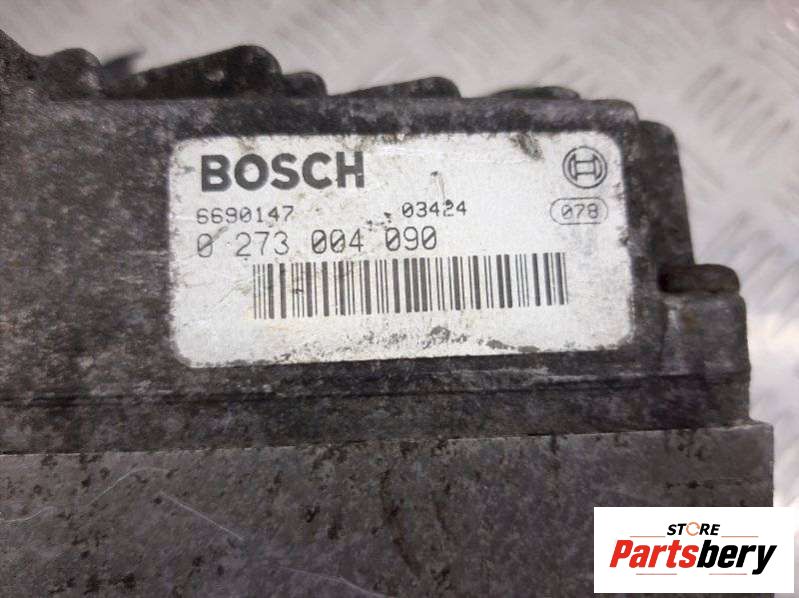 BOSCH
6690147 03424 078
0 273 004 090
STORE
Partsbery